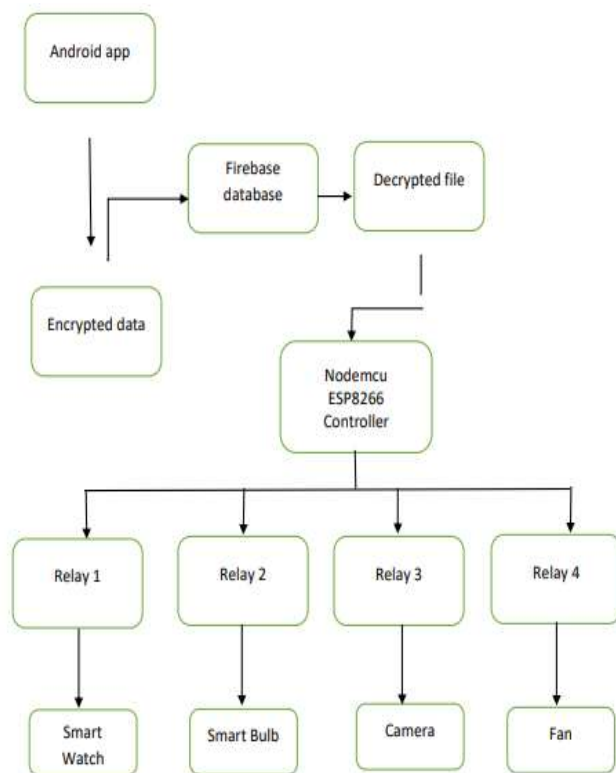 Android app
Firebase
database
Decrypted file
Encrypted data
Nodemcu
ESP8266
Controller
Relay 1
Relay 2
Relay 3
Relay 4
Smart
Watch
Smart Bulb
Camera
Fan